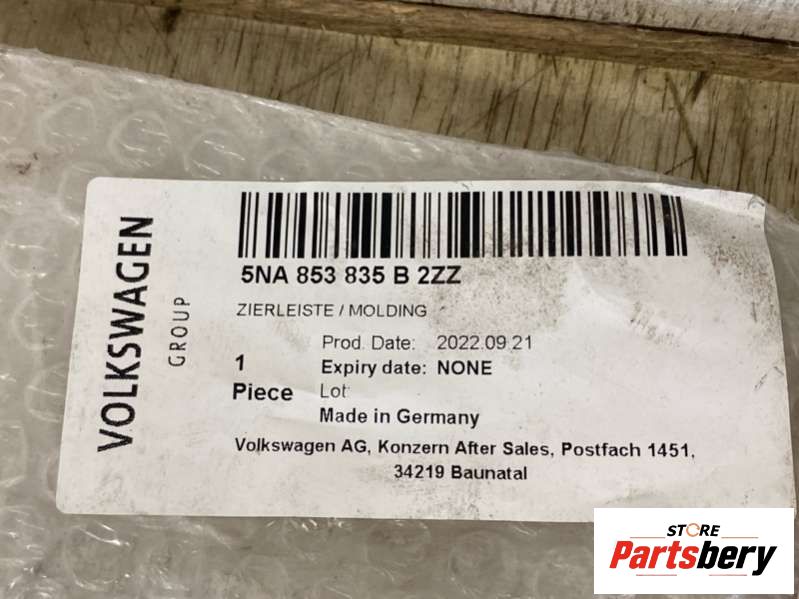 VOLKSWAGEN
GROUP
5NA 853 835 B 2ZZ
ZIERLEISTE / MOLDING
Prod. Date: 2022.09.21
1
Expiry date: NONE
Piece
Lot:
Made in Germany
Volkswagen AG, Konzern After Sales, Postfach 1451,
34219 Baunatal
STORE
Partsbery